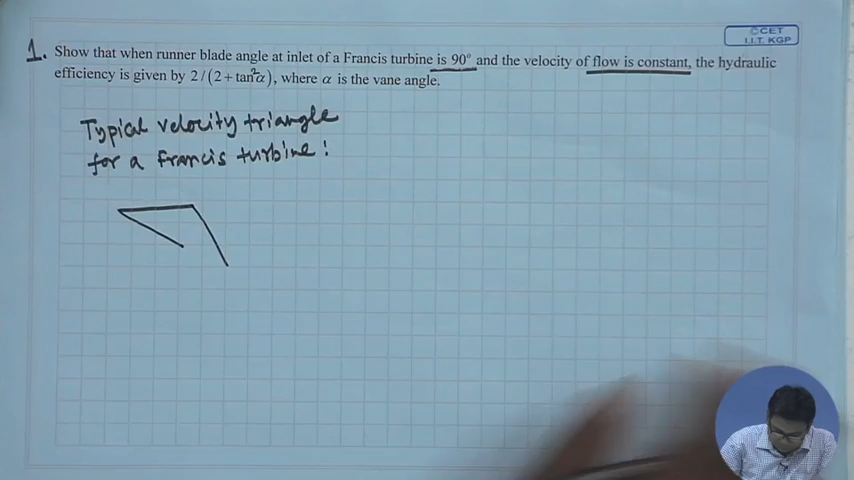 ©CET
I.I.T. KGP
1. Show that when runner blade angle at inlet of a Francis turbine is 90° and the velocity of flow is constant, the hydraulic
efficiency is given by 2/(2+tan²α), where α is the vane angle.
Typical velocity triangle
for a Francis turbine: